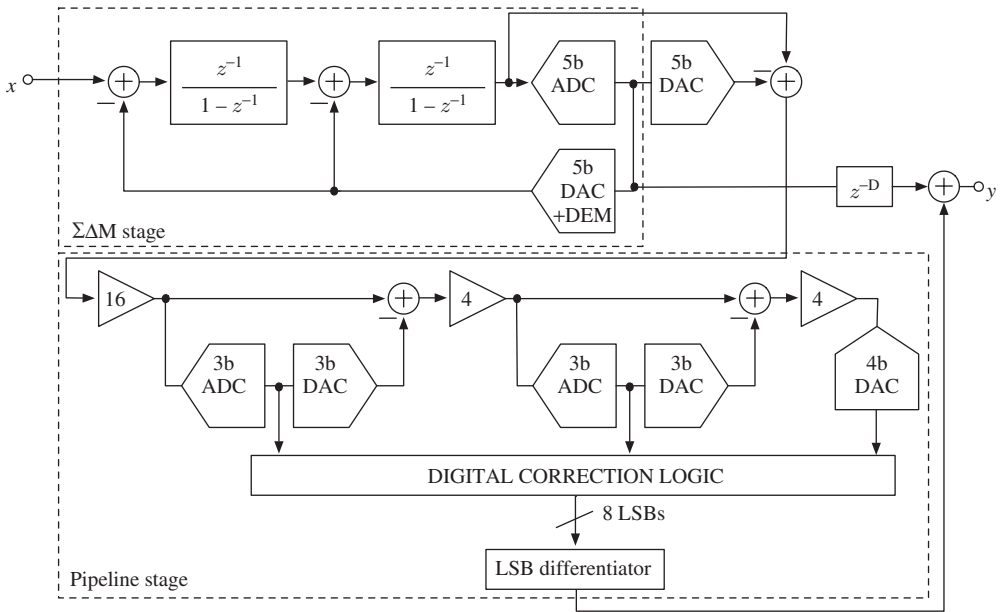 x
+
−
z⁻¹
1 – z⁻¹
+
−
z⁻¹
1 – z⁻¹
5b
ADC
5b
DAC
−
+
5b
DAC
+DEM
z⁻ᴰ
+
y
ΣΔM stage
16
+
−
4
+
−
4
3b
ADC
3b
DAC
3b
ADC
3b
DAC
4b
DAC
DIGITAL CORRECTION LOGIC
8 LSBs
LSB differentiator
Pipeline stage